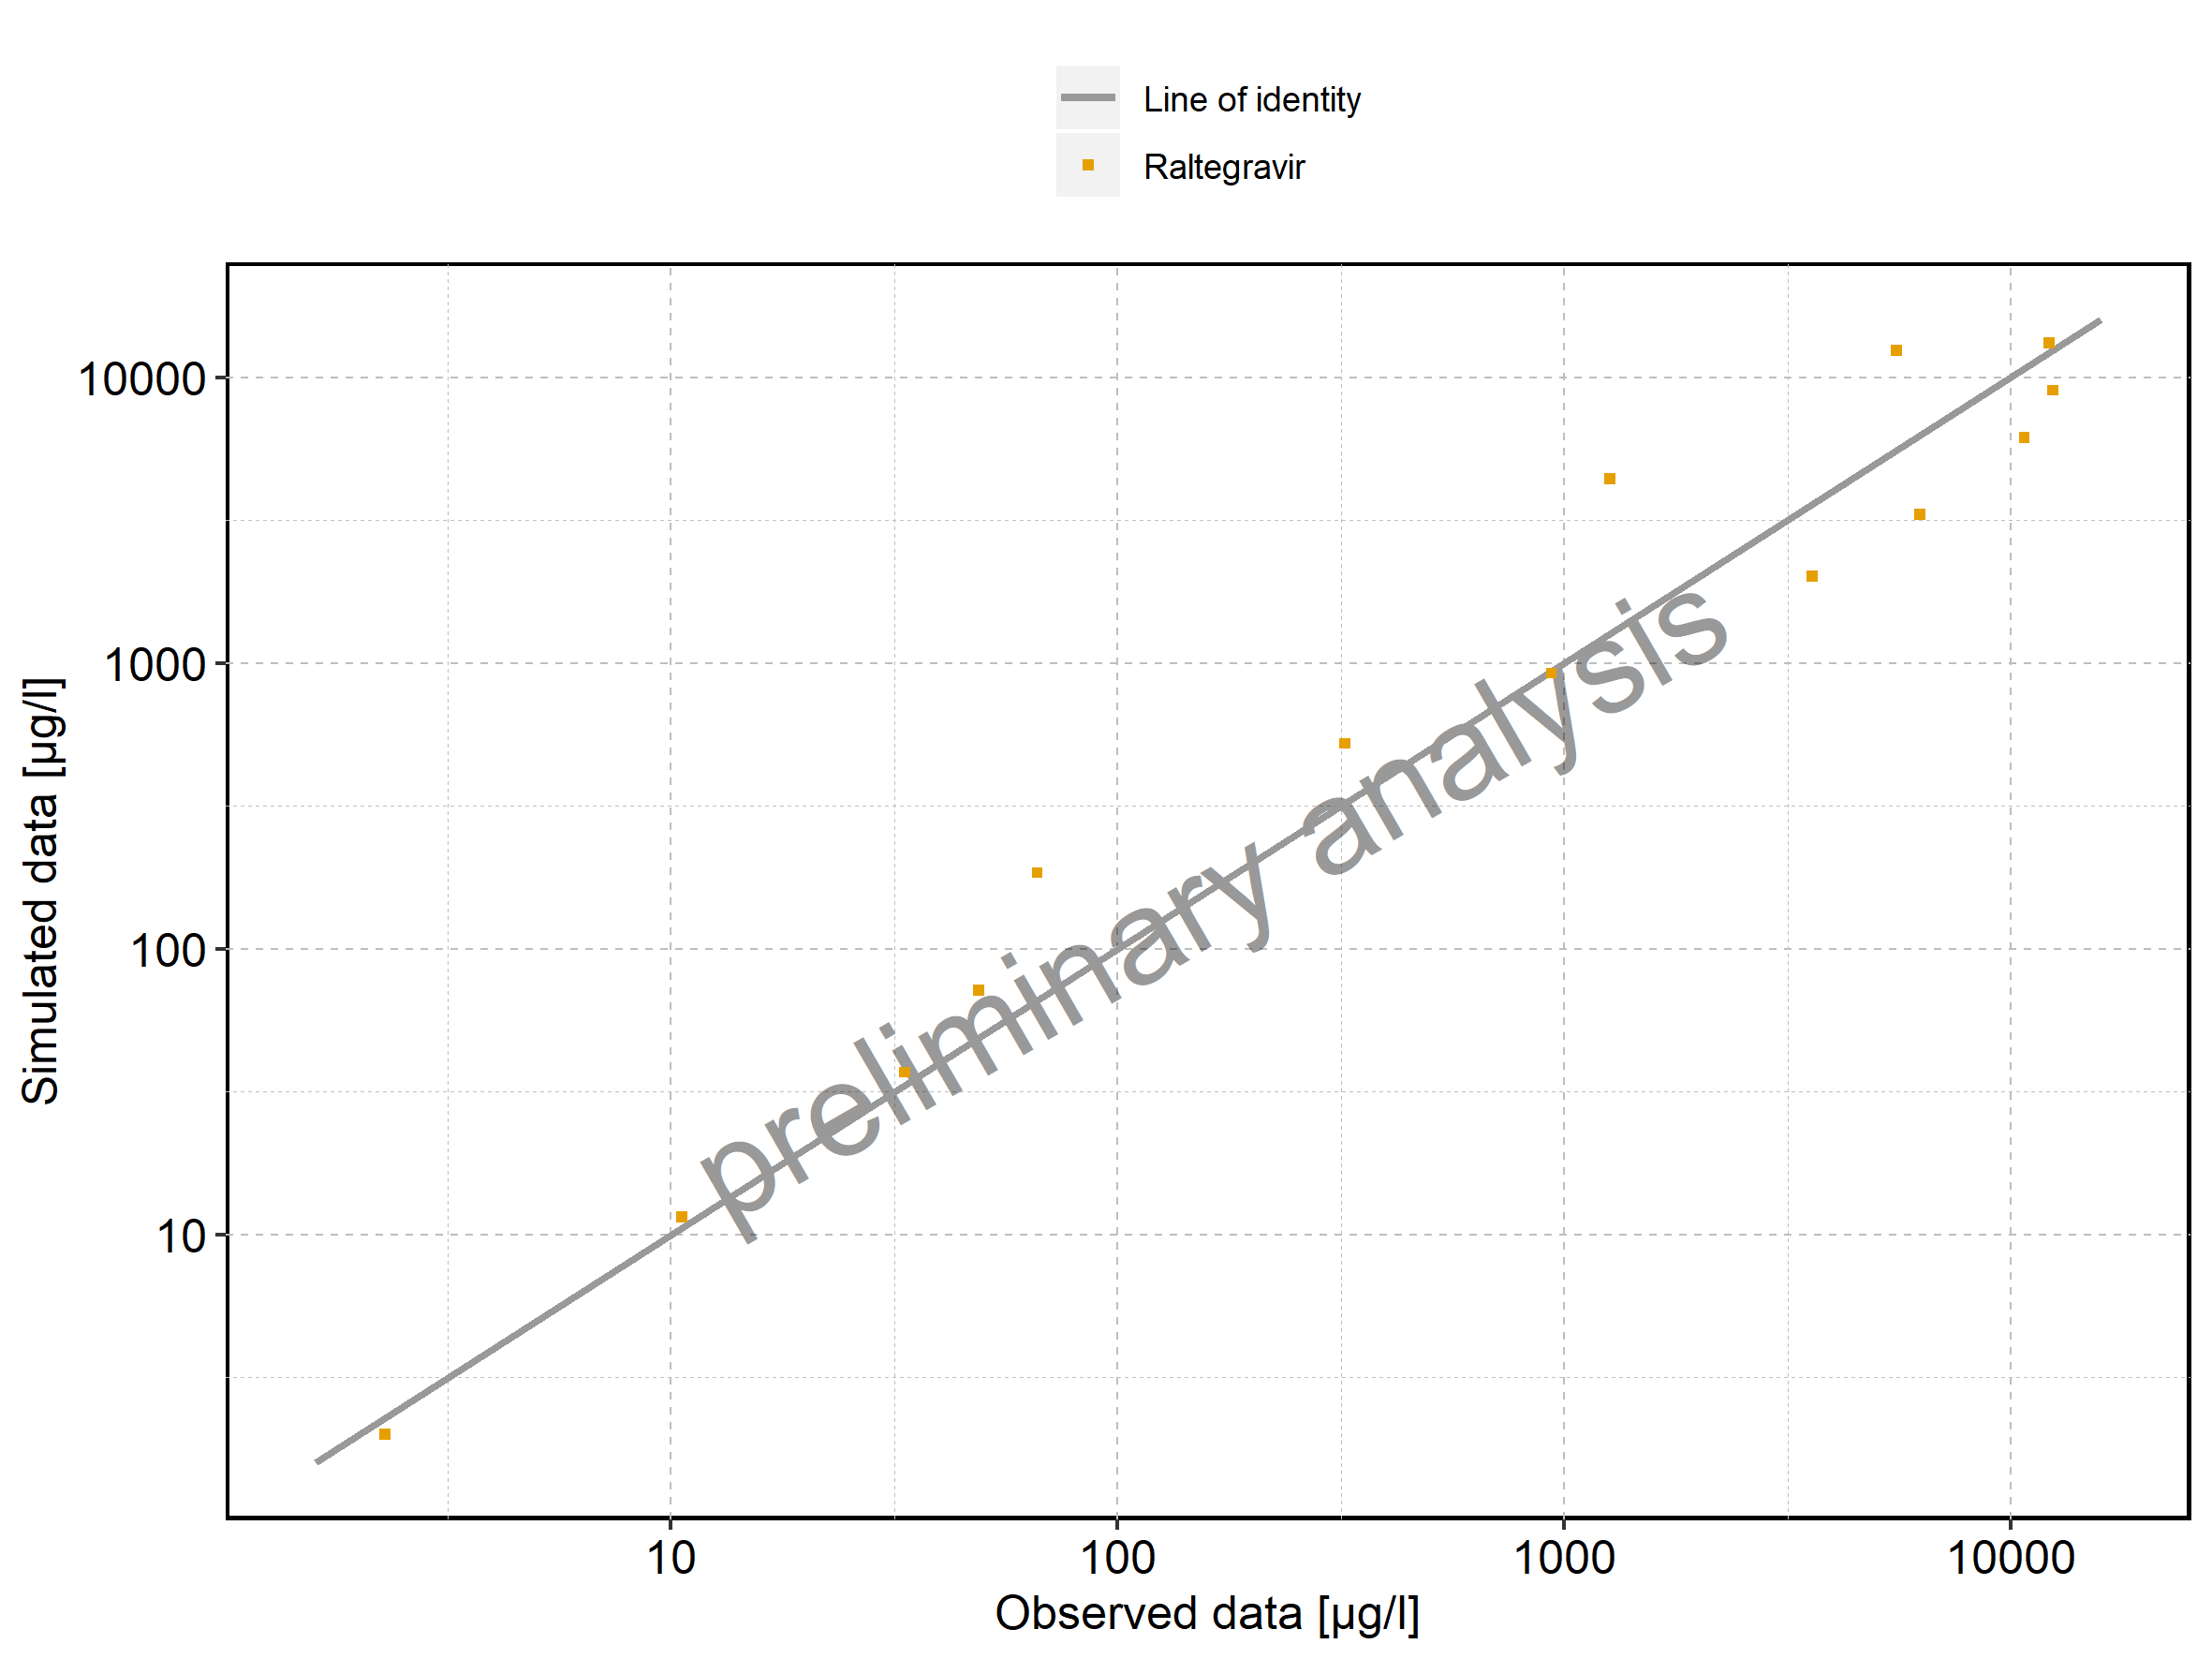 Line of identity
Raltegravir
10000
1000
100
10
Simulated data [µg/l]
preliminary analysis
10
100
1000
10000
Observed data [µg/l]